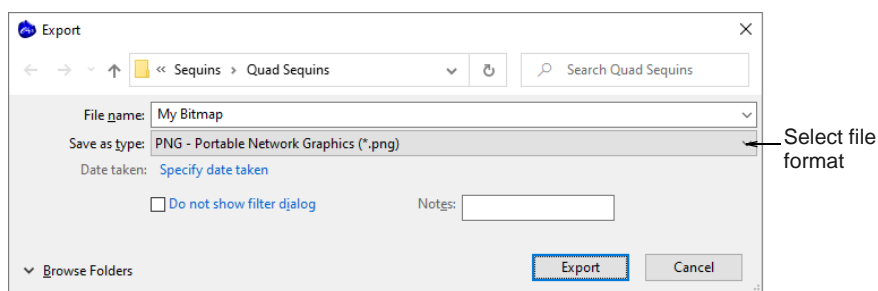 Export
« Sequins > Quad Sequins
Search Quad Sequins
File name: My Bitmap
Save as type: PNG - Portable Network Graphics (*.png)
Select file
format
Date taken: Specify date taken
Do not show filter dialog
Notes:
Browse Folders
Export
Cancel